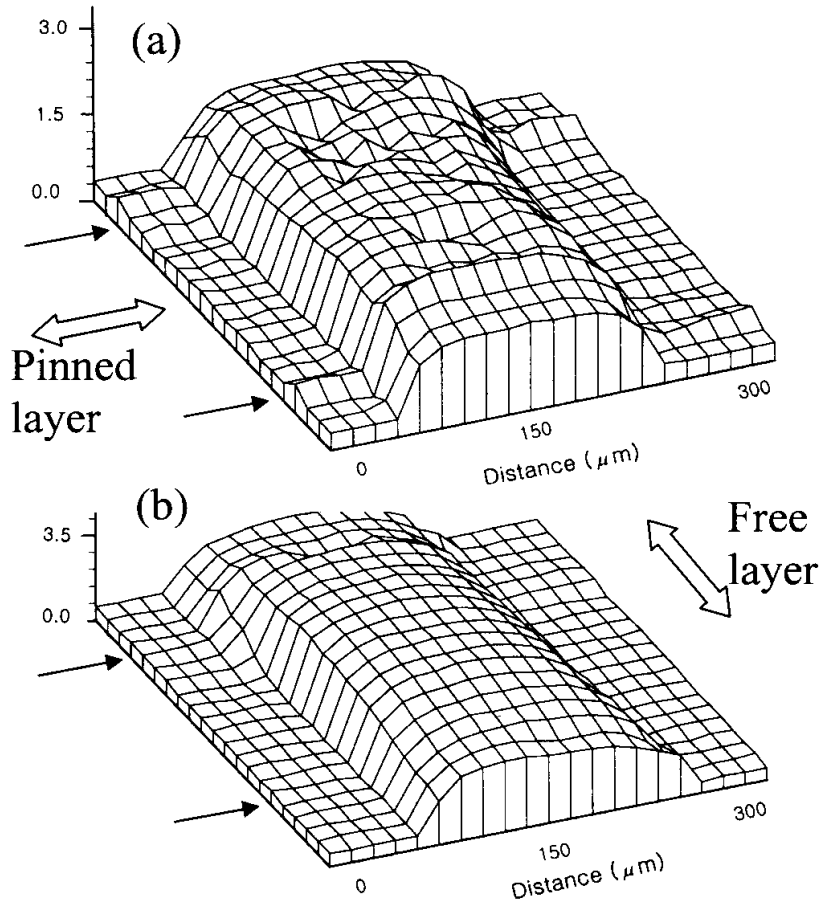 (a)
3.0
1.5
0.0
Pinned
layer
0
150
300
Distance (μm)
(b)
3.5
0.0
Free
layer
0
150
300
Distance (μm)